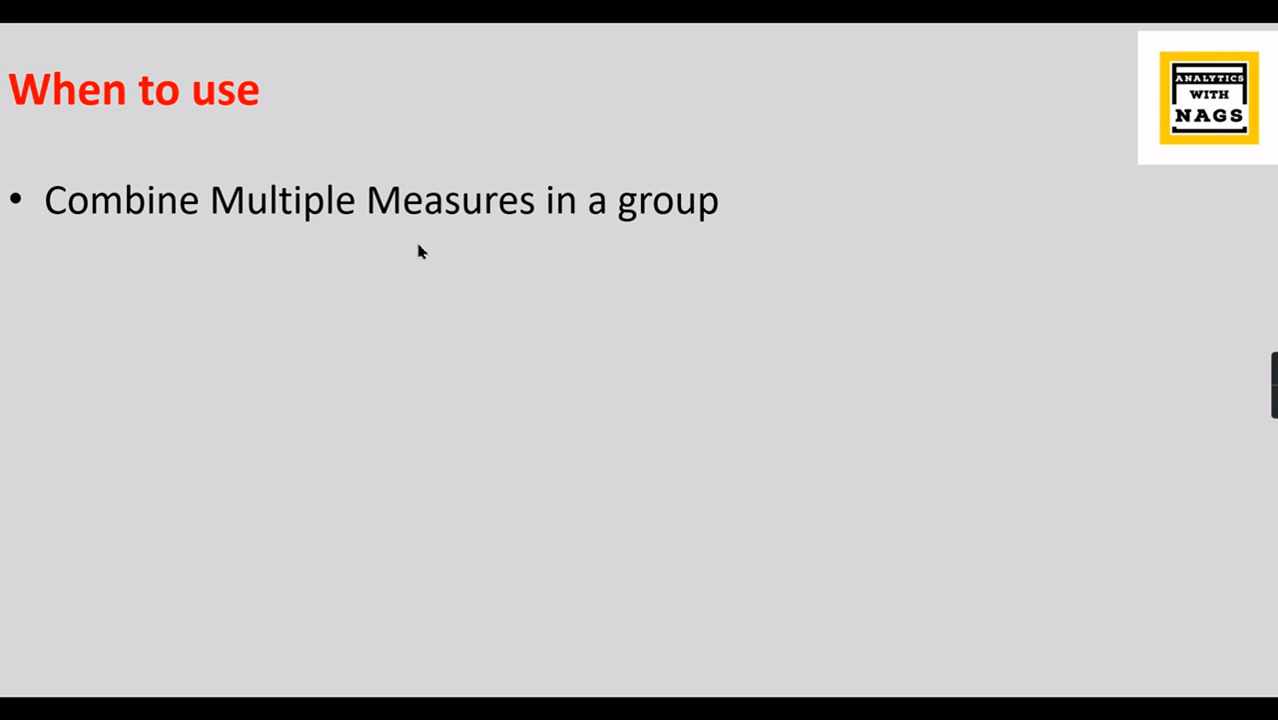 When to use
ANALYTICS
WITH
NAGS
• Combine Multiple Measures in a group